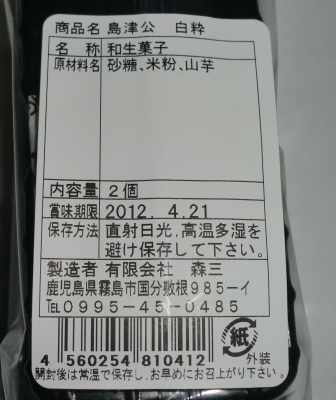 商品名 島津公 白粋
名 称 和生菓子
原材料名 砂糖、米粉、山芋
内容量 2個
賞味期限 2012. 4.21
保存方法 直射日光,高温多湿を
避け保存して下さい。
製造者 有限会社 森三
鹿児島県霧島市国分敷根985ーイ
TEL0995-45-0485
紙
外装
4 560254 810412
開封後は常温で保存し、お早めにお召上がり下さい。